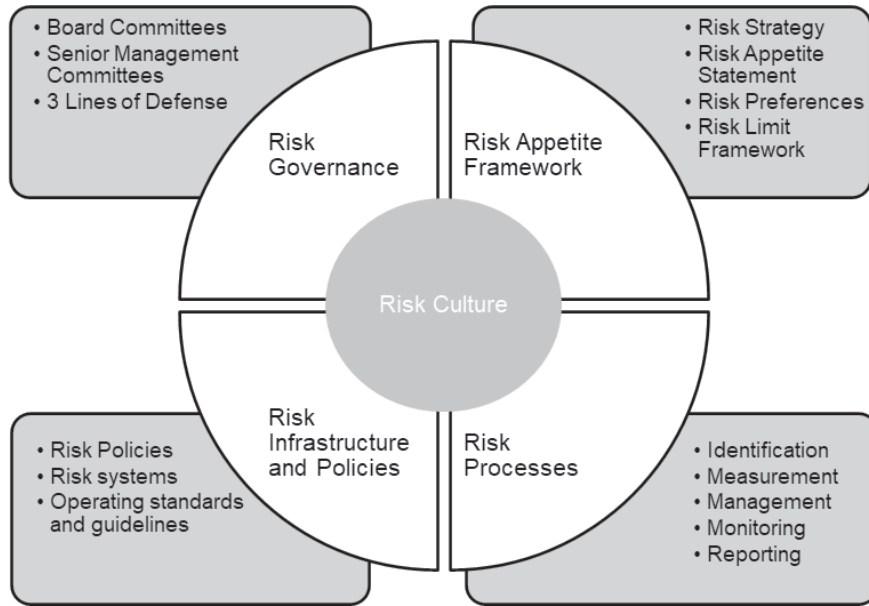 • Board Committees
• Senior Management
Committees
• 3 Lines of Defense
• Risk Strategy
• Risk Appetite
Statement
• Risk Preferences
• Risk Limit
Framework
Risk
Governance
Risk Appetite
Framework
Risk Culture
Risk
Infrastructure
and Policies
Risk
Processes
• Risk Policies
• Risk systems
• Operating standards
and guidelines
• Identification
• Measurement
• Management
• Monitoring
• Reporting